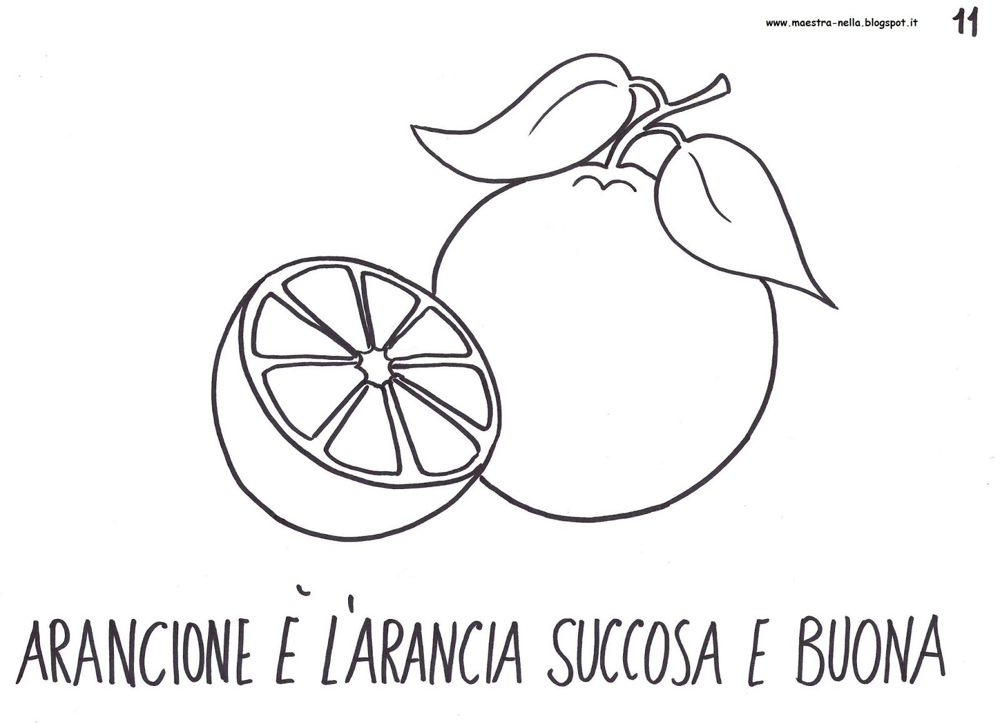 www.maestra-nella.blogspot.it 11
ARANCIONE È L'ARANCIA SUCCOSA E BUONA